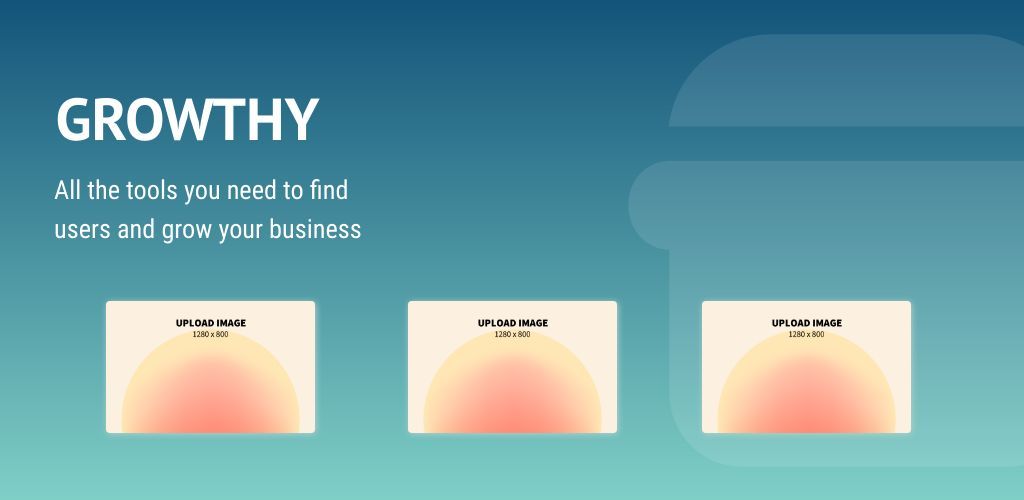 GROWTHY
All the tools you need to find
users and grow your business
UPLOAD IMAGE
1280 x 800
UPLOAD IMAGE
1280 x 800
UPLOAD IMAGE
1280 x 800